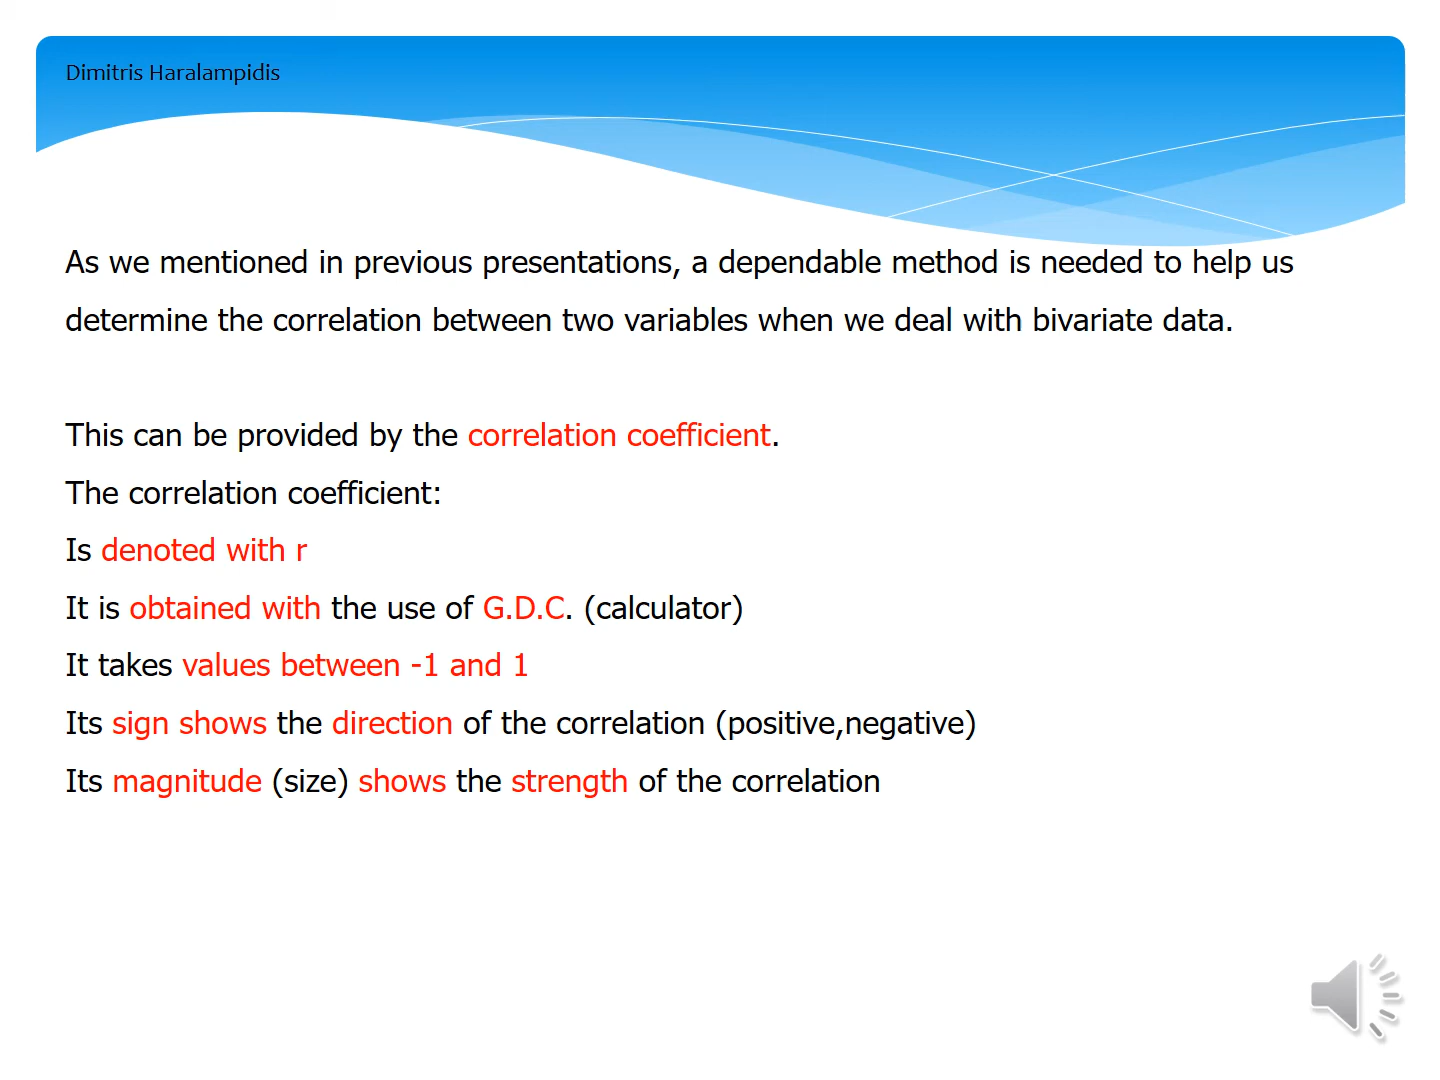 Dimitris Haralampidis
As we mentioned in previous presentations, a dependable method is needed to help us
determine the correlation between two variables when we deal with bivariate data.
This can be provided by the correlation coefficient.
The correlation coefficient:
Is denoted with r
It is obtained with the use of G.D.C. (calculator)
It takes values between -1 and 1
Its sign shows the direction of the correlation (positive,negative)
Its magnitude (size) shows the strength of the correlation